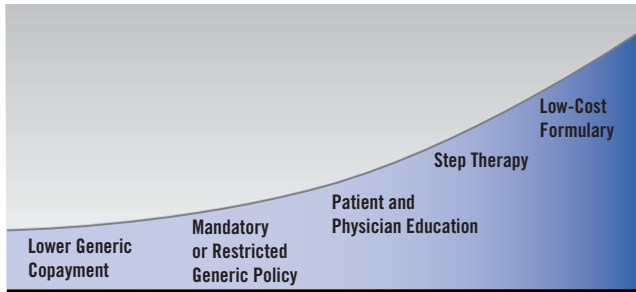 Lower Generic
Copayment
Mandatory
or Restricted
Generic Policy
Patient and
Physician Education
Step Therapy
Low-Cost
Formulary